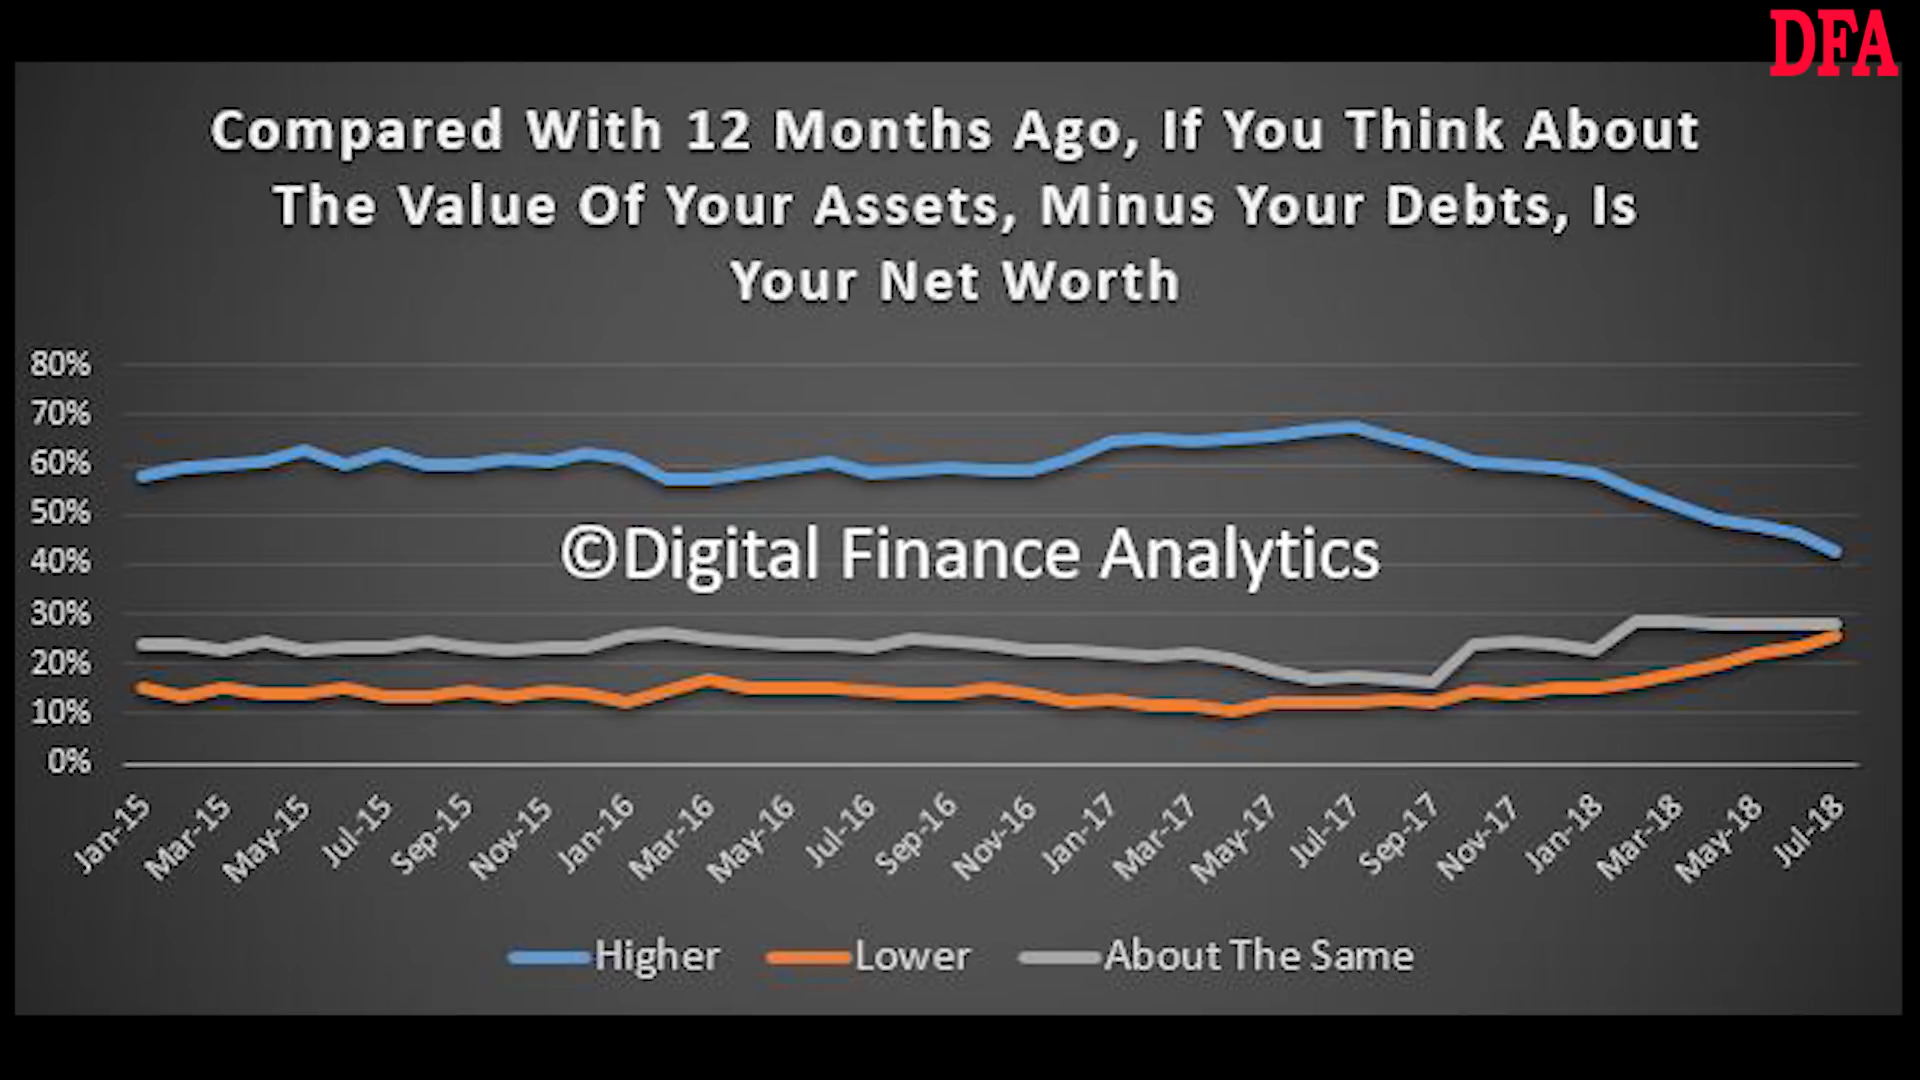 DFA
Compared With 12 Months Ago, If You Think About
The Value Of Your Assets, Minus Your Debts, Is
Your Net Worth
80%
70%
60%
50%
40%
30%
20%
10%
0%
©Digital Finance Analytics
Jan-15
Mar-15
May-15
Jul-15
Sep-15
Nov-15
Jan-16
Mar-16
May-16
Jul-16
Sep-16
Nov-16
Jan-17
Mar-17
May-17
Jul-17
Sep-17
Nov-17
Jan-18
Mar-18
May-18
Jul-18
Higher Lower About The Same